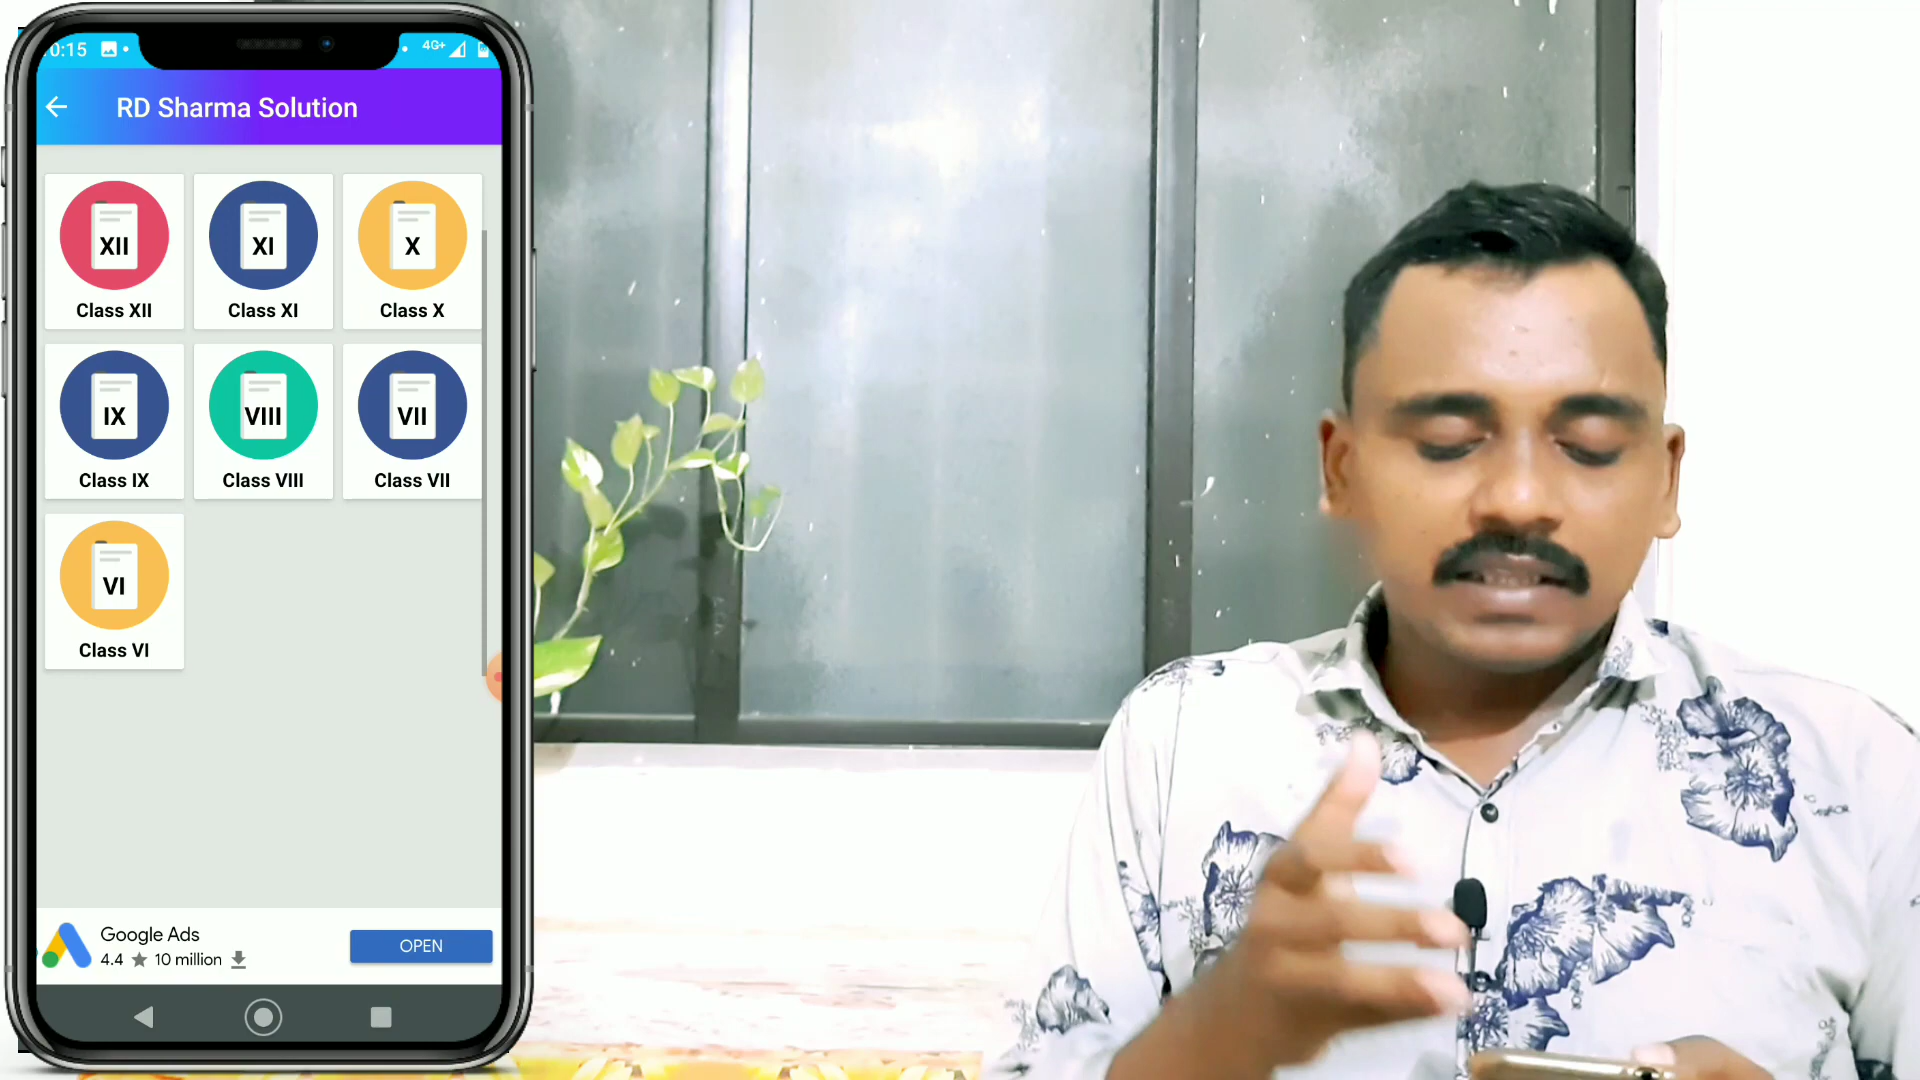 0:15
4G+
RD Sharma Solution
XII
XI
X
Class XII
Class XI
Class X
IX
VIII
VII
Class IX
Class VIII
Class VII
VI
Class VI
Google Ads
4.4 ★ 10 million
OPEN